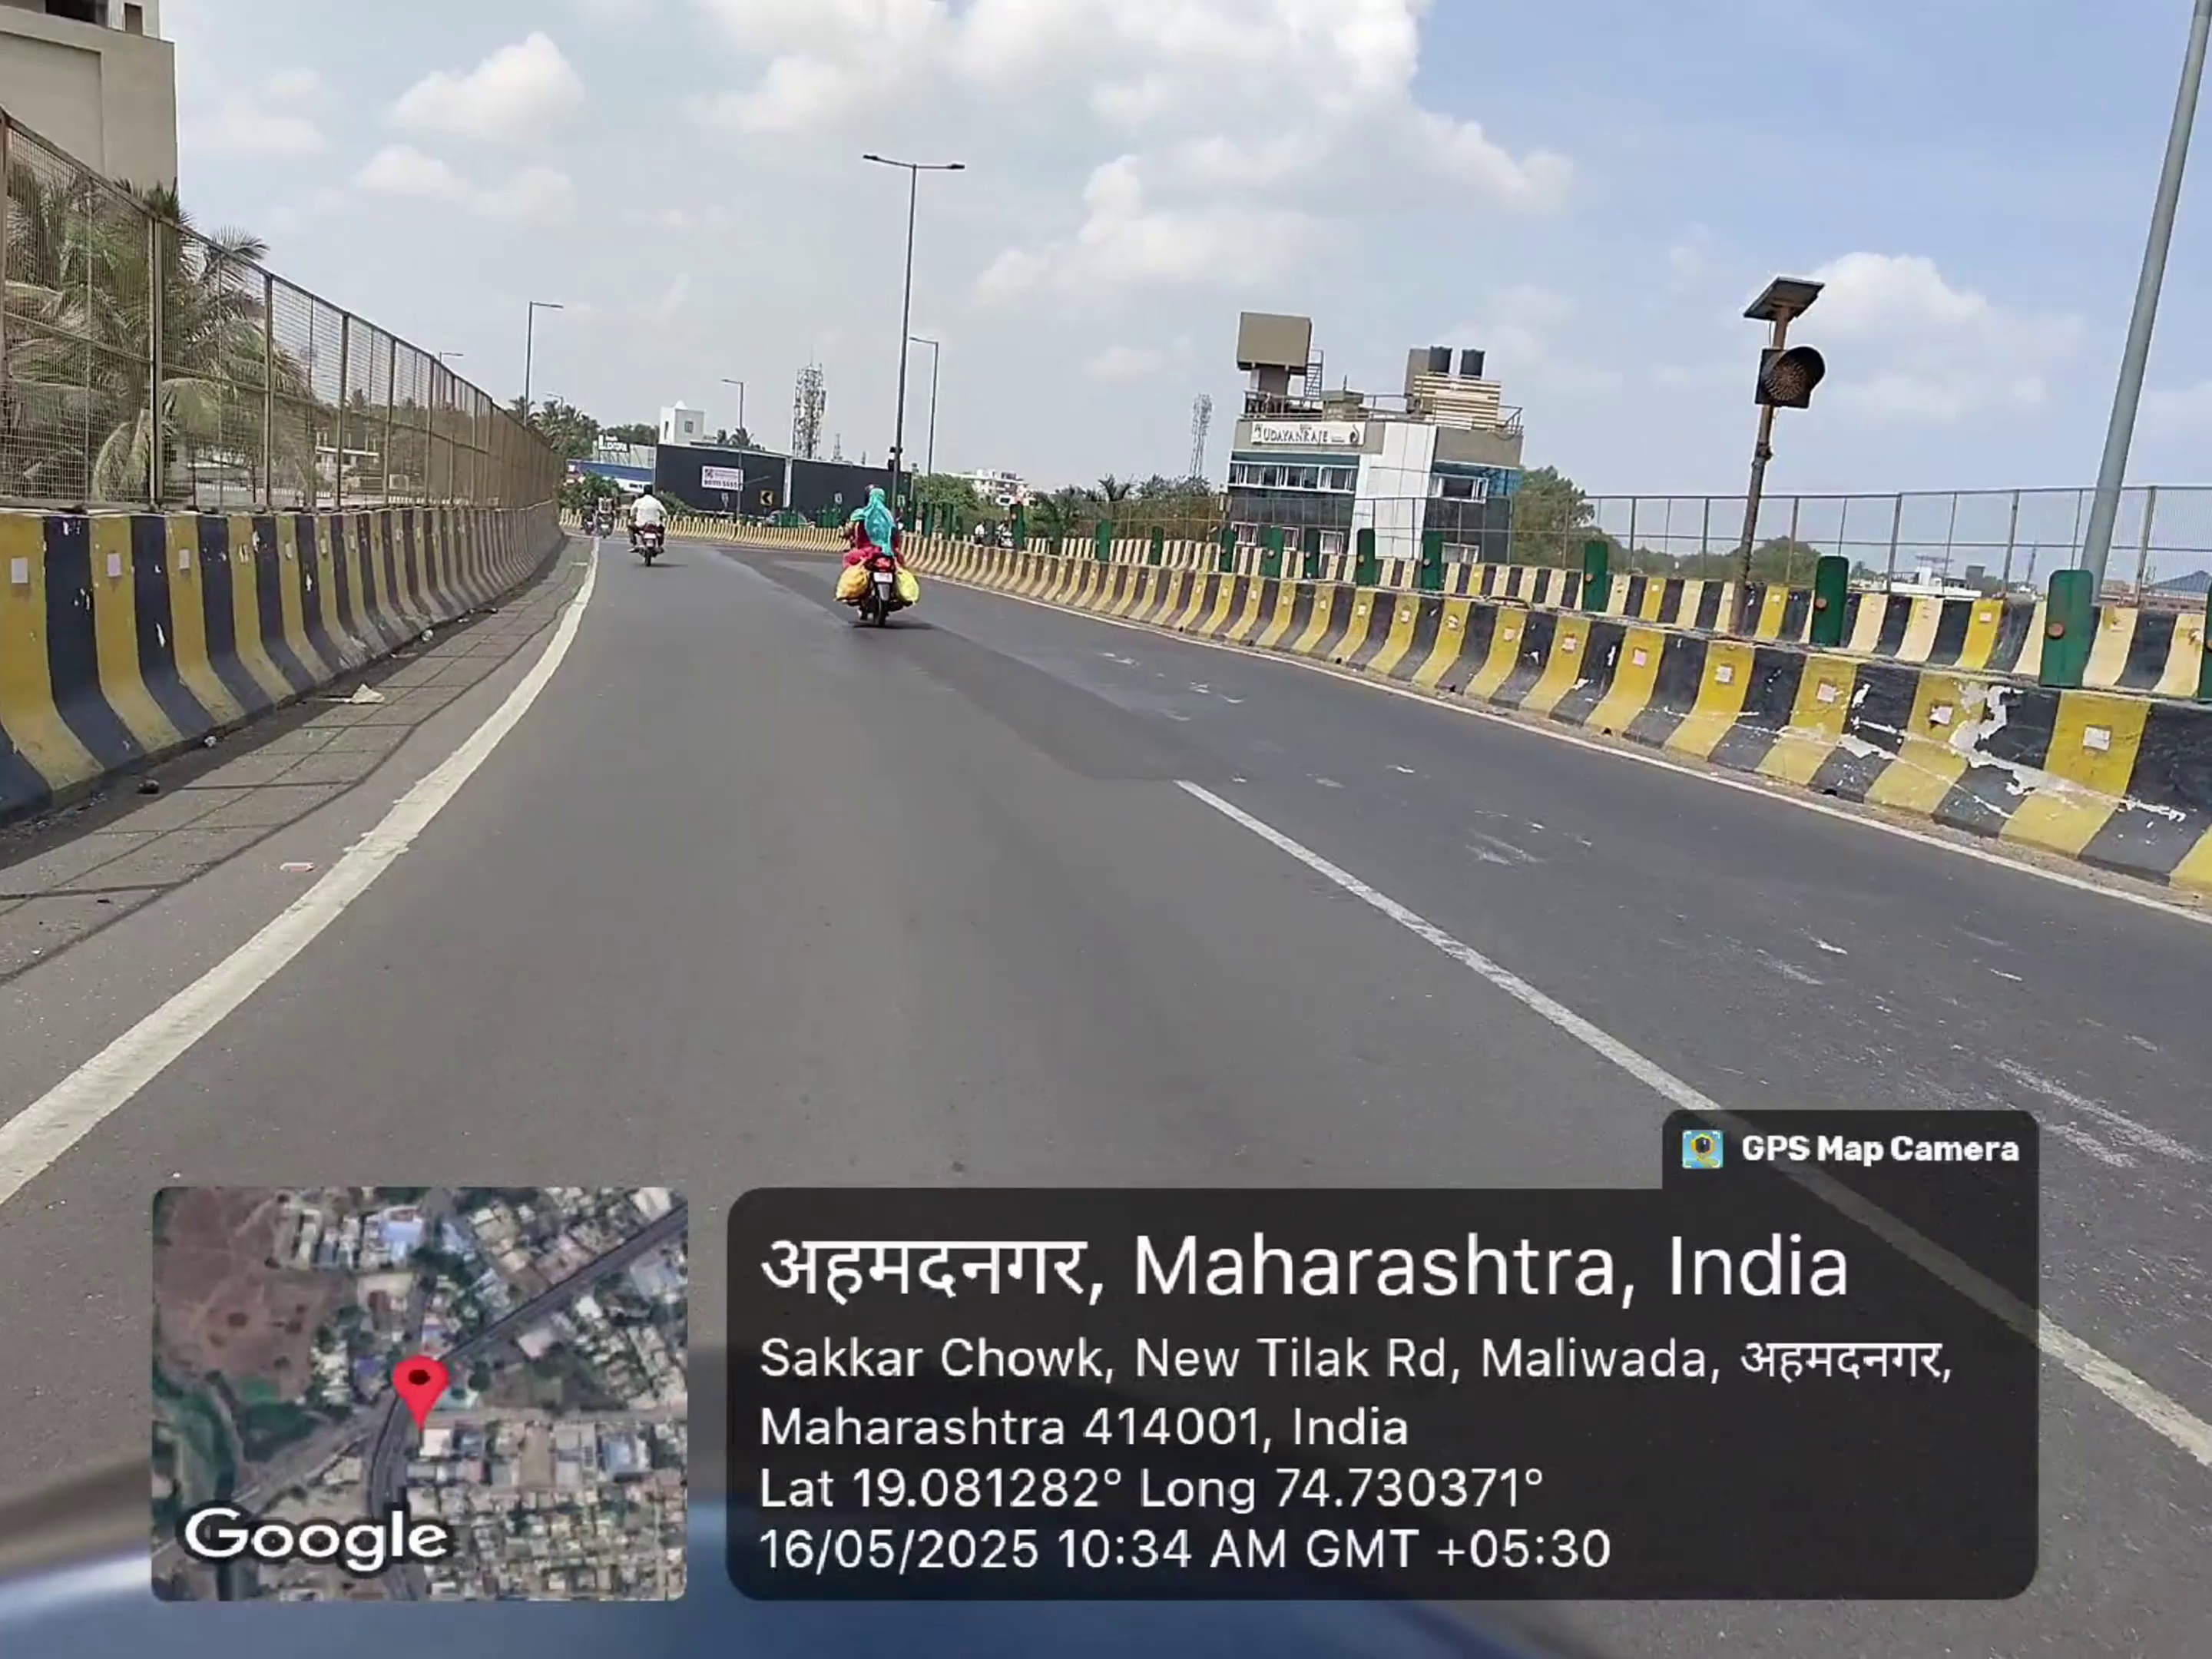 UDAYANRAJE
GPS Map Camera
अहमदनगर, Maharashtra, India
Sakkar Chowk, New Tilak Rd, Maliwada, अहमदनगर,
Maharashtra 414001, India
Lat 19.081282° Long 74.730371°
16/05/2025 10:34 AM GMT +05:30
Google